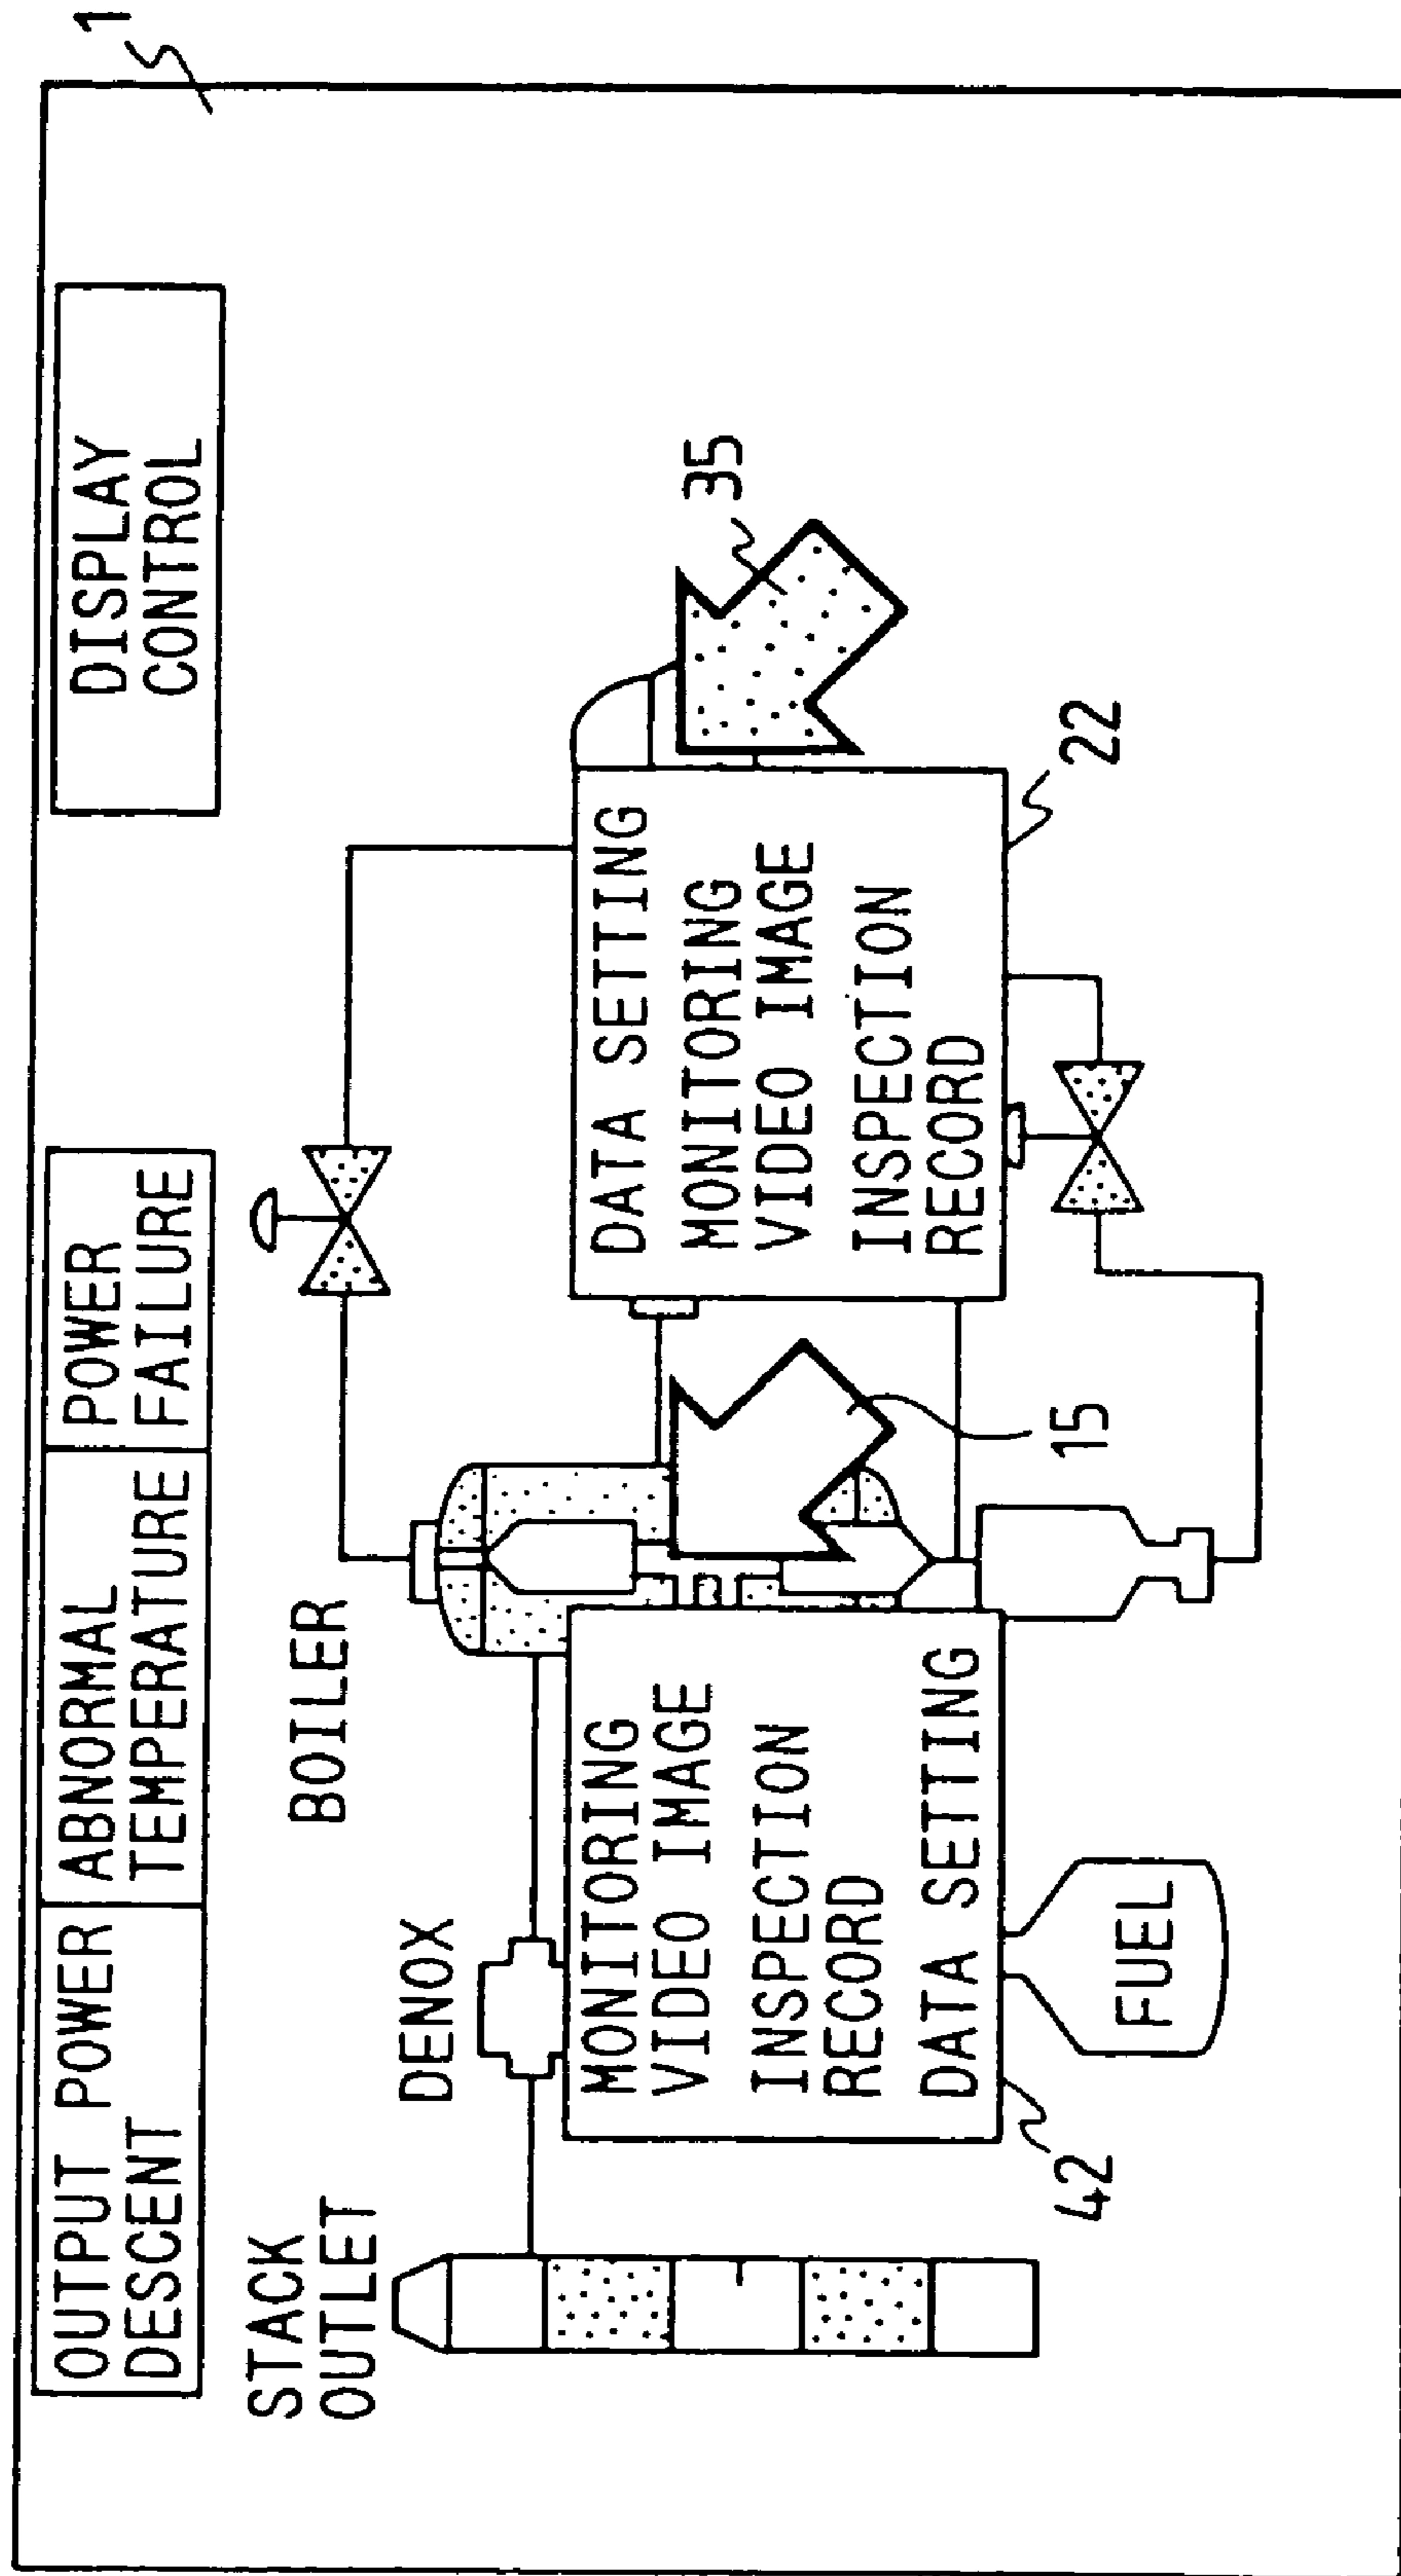 1
OUTPUT POWER
DESCENT
ABNORMAL
TEMPERATURE
POWER
FAILURE
DISPLAY
CONTROL
STACK
OUTLET
DENOX
BOILER
MONITORING
VIDEO IMAGE
INSPECTION
RECORD
DATA SETTING
42
FUEL
15
DATA SETTING
MONITORING
VIDEO IMAGE
INSPECTION
RECORD
22
35